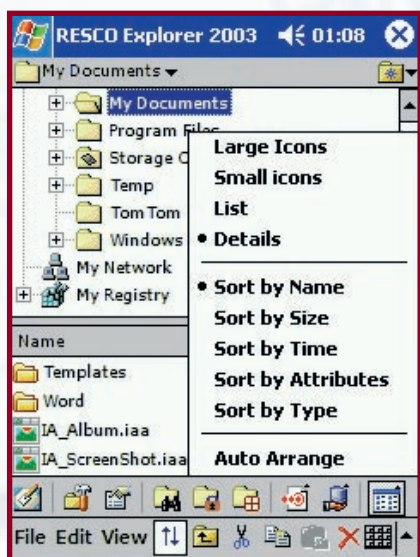 RESCO Explorer 2003 01:08
My Documents
My Documents
Program Files
Storage C
Temp
Tom Tom
Windows
My Network
My Registry
Large Icons
Small icons
List
Details
Sort by Name
Sort by Size
Sort by Time
Sort by Attributes
Sort by Type
Auto Arrange
Name
Templates
Word
IA_Album.iaa
IA_ScreenShot.iaa
File Edit View